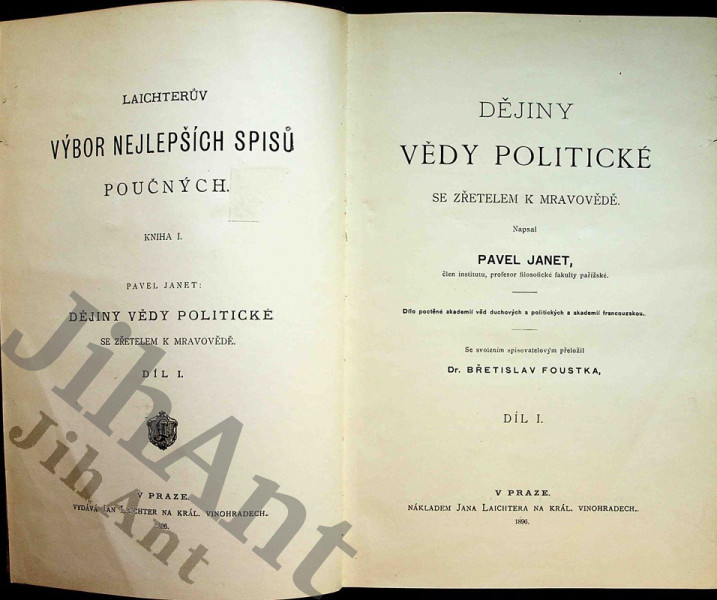 LAICHTERŮV
VÝBOR NEJLEPŠÍCH SPISŮ
POUČNÝCH.
KNIHA I.
PAVEL JANET:
DĚJINY VĚDY POLITICKÉ
SE ZŘETELEM K MRAVOVĚDĚ.
DÍL I.
V PRAZE.
VYDÁVÁ JAN LAICHTER NA KRÁL. VINOHRADECH.
1896.
DĚJINY
VĚDY POLITICKÉ
SE ZŘETELEM K MRAVOVĚDĚ.
Napsal
PAVEL JANET,
člen institutu, profesor filosofické fakulty pařížské.
Dílo poctěné akademií věd duchových a politických a akademií francouzskou.
Se svolením spisovatelovým přeložil
Dr. BŘETISLAV FOUSTKA,
DÍL I.
V PRAZE.
NÁKLADEM JANA LAICHTERA NA KRÁL. VINOHRADECH.
1896.
JihAnt
JihAnt